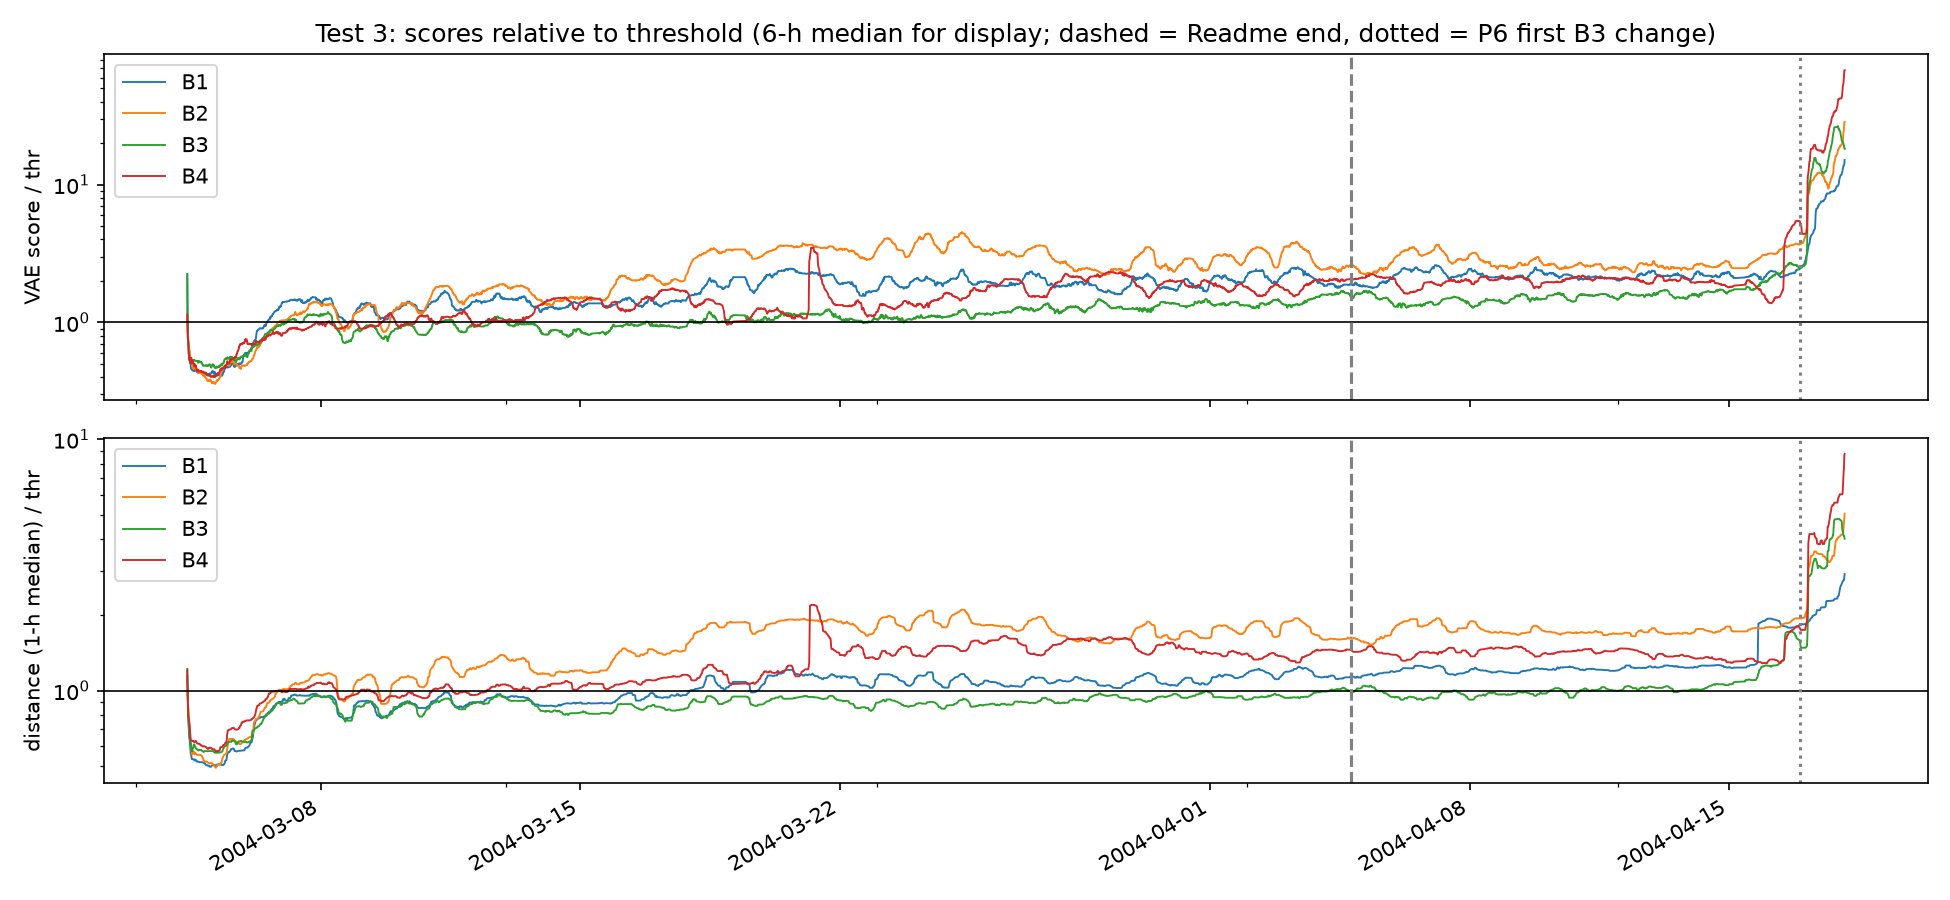 Test 3: scores relative to threshold (6-h median for display; dashed = Readme end, dotted = P6 first B3 change)
VAE score / thr
10^1
10^0
B1
B2
B3
B4
distance (1-h median) / thr
10^1
10^0
B1
B2
B3
B4
2004-03-08
2004-03-15
2004-03-22
2004-04-01
2004-04-08
2004-04-15